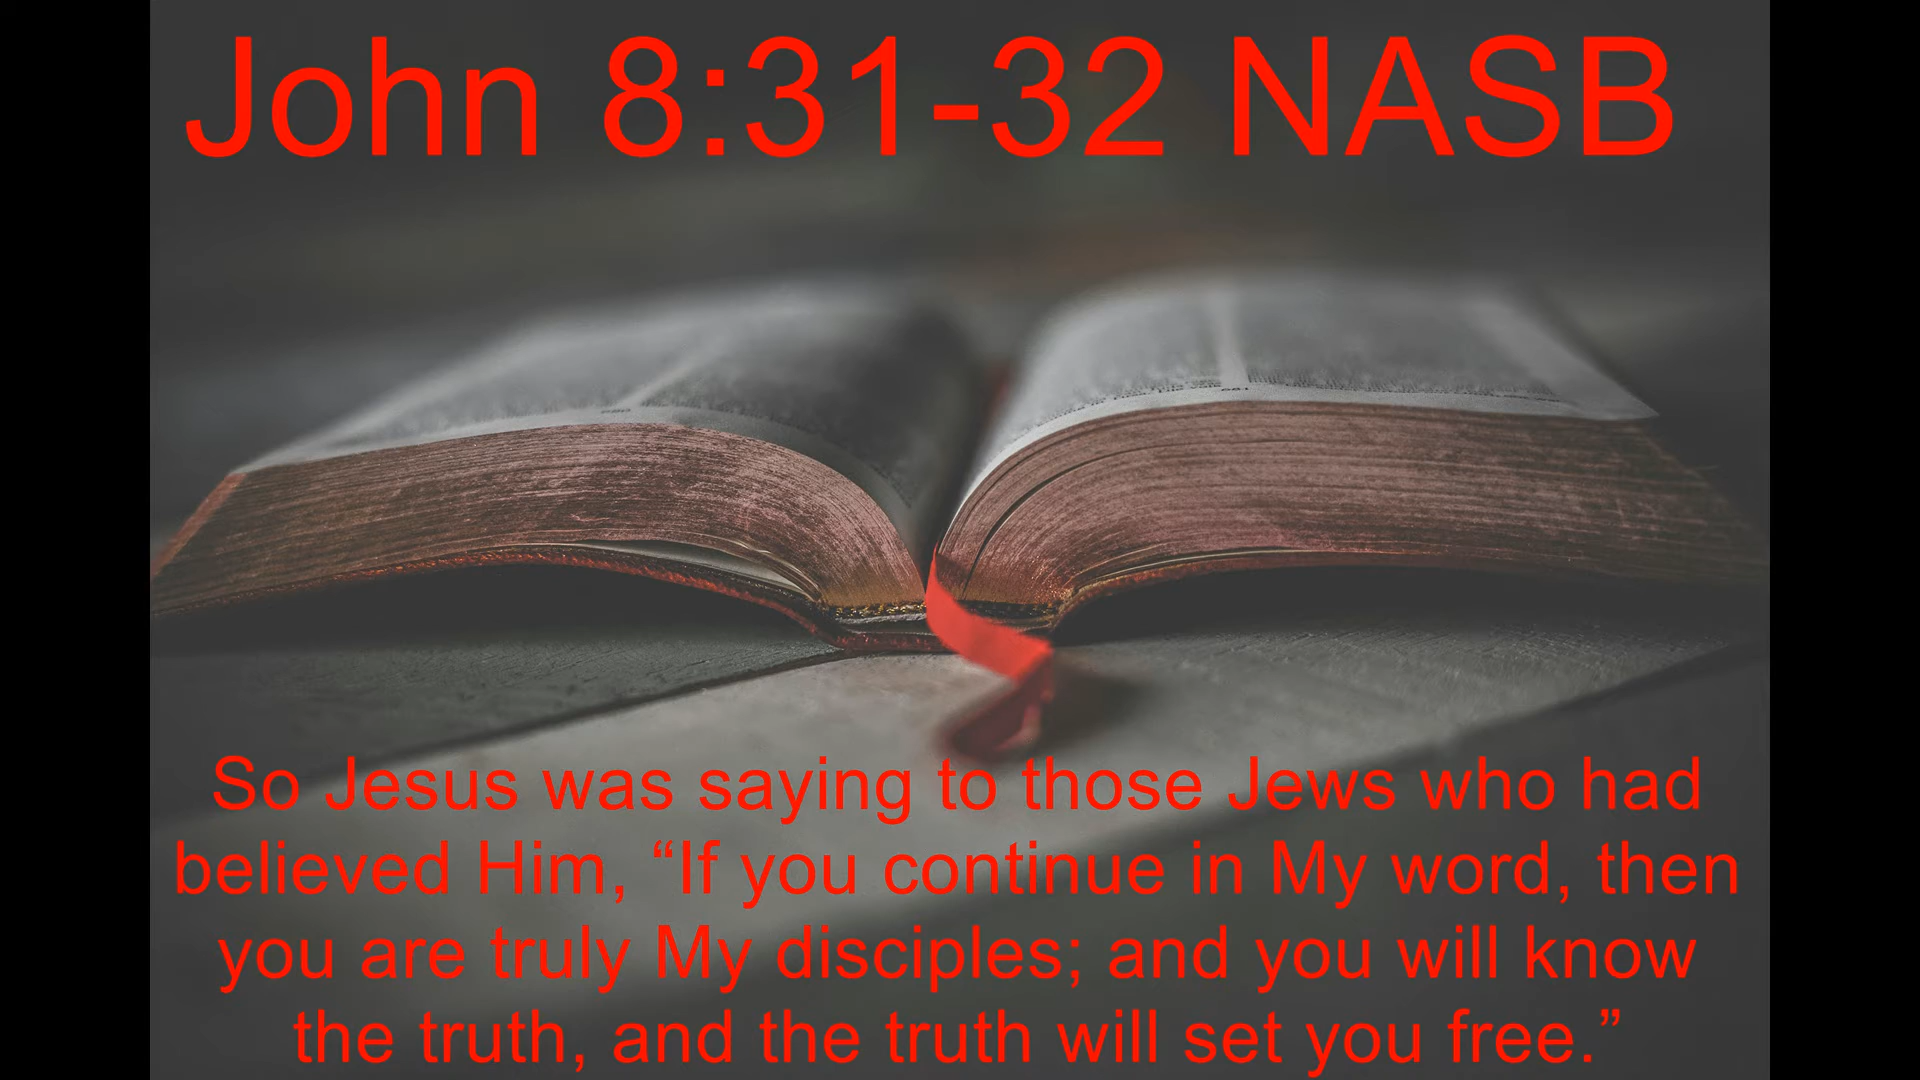 John 8:31-32 NASB
So Jesus was saying to those Jews who had
believed Him, “If you continue in My word, then
you are truly My disciples; and you will know
the truth, and the truth will set you free.”